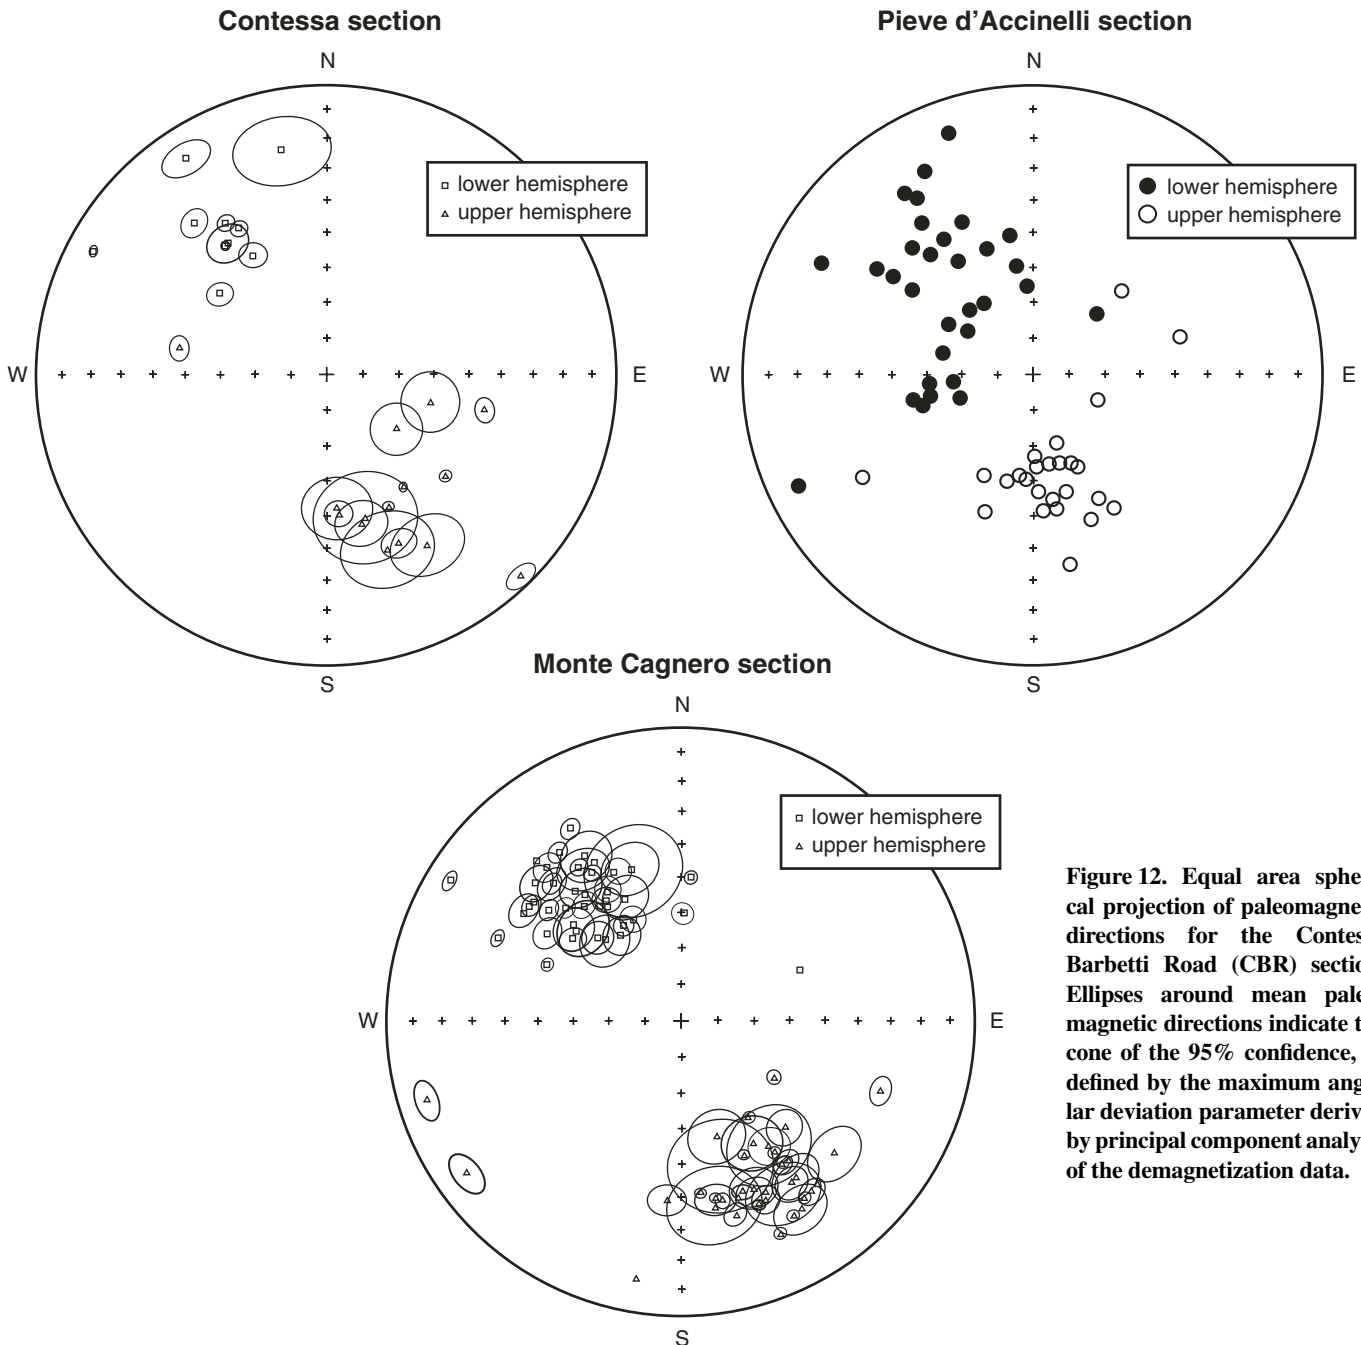 Contessa section
N
lower hemisphere
upper hemisphere
W
E
S
Pieve d’Accinelli section
N
lower hemisphere
upper hemisphere
W
E
S
Monte Cagnero section
N
lower hemisphere
upper hemisphere
W
E
S
Figure 12. Equal area spher
cal projection of paleomagne
directions for the Contes
Barbetti Road (CBR) sectio
Ellipses around mean pale
magnetic directions indicate t
cone of the 95% confidence,
defined by the maximum ang
lar deviation parameter deriv
by principal component analy
of the demagnetization data.